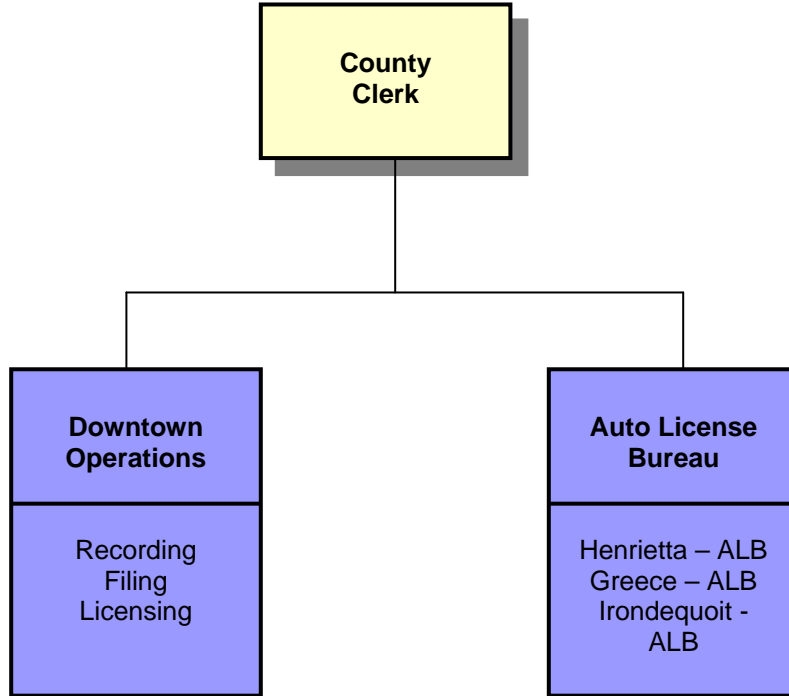 County
Clerk
Downtown
Operations
Recording
Filing
Licensing
Auto License
Bureau
Henrietta – ALB
Greece – ALB
Irondequoit -
ALB